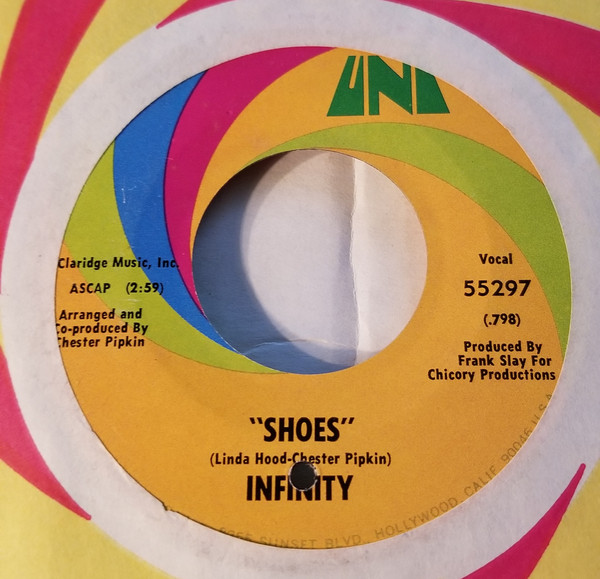 UNI
Claridge Music, Inc.
ASCAP (2:59)
Arranged and
Co-produced By
Chester Pipkin
Vocal
55297
(.798)
Produced By
Frank Slay For
Chicory Productions
"SHOES"
(Linda Hood-Chester Pipkin)
INFINITY
SUNSET BLVD. HOLLYWOOD CALIF. 90046 U.S.A.